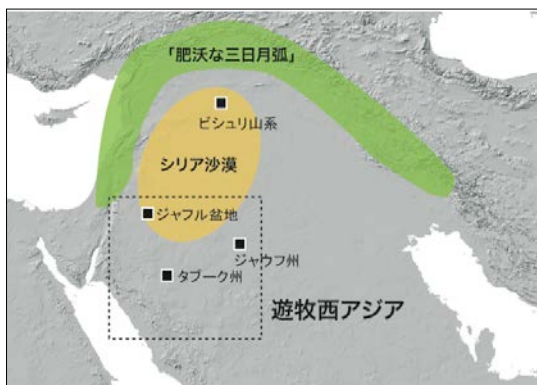 「肥沃な三日月弧」
ビシュリ山系
シリア沙漠
ジャフル盆地
ジャウフ州
タブーク州
遊牧西アジア